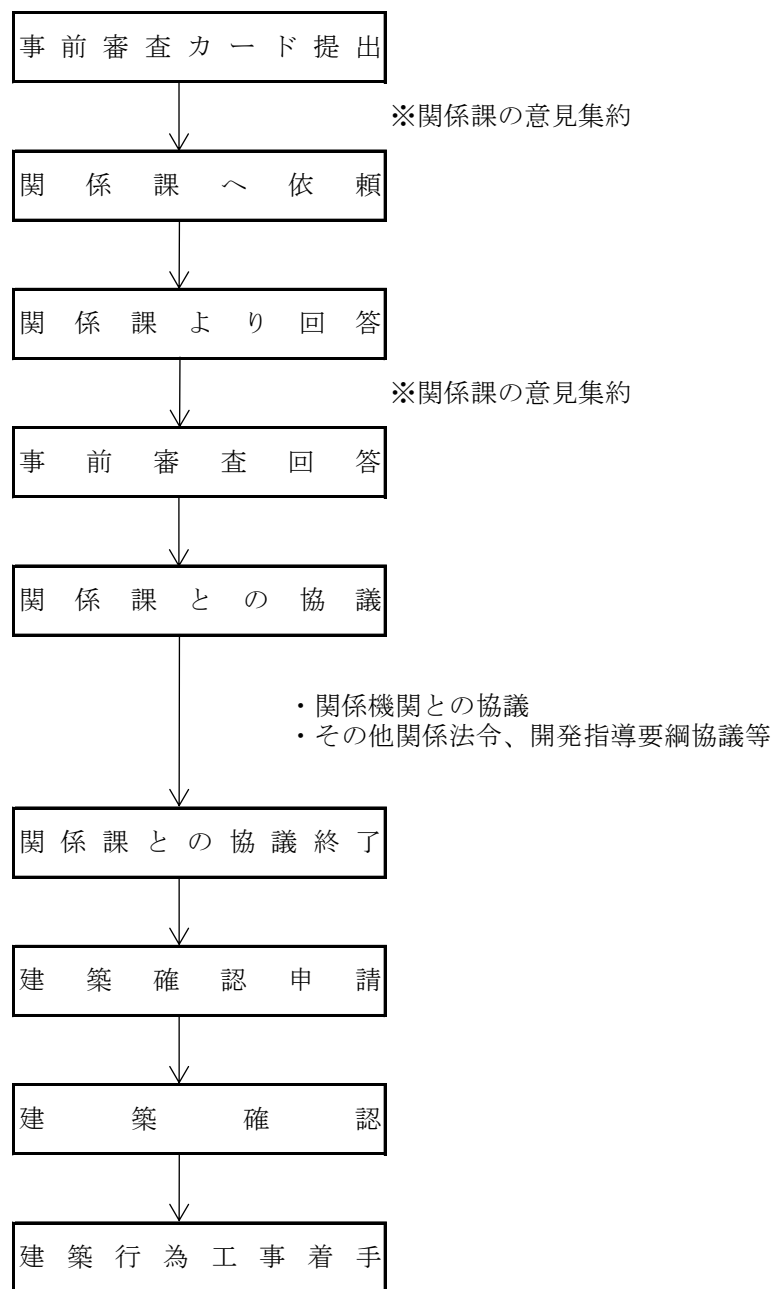 事前審査カード提出
※関係課の意見集約
関係課へ依頼
関係課より回答
※関係課の意見集約
事前審査回答
関係課との協議
・関係機関との協議
・その他関係法令、開発指導要綱協議等
関係課との協議終了
建築確認申請
建築確認
建築行為工事着手